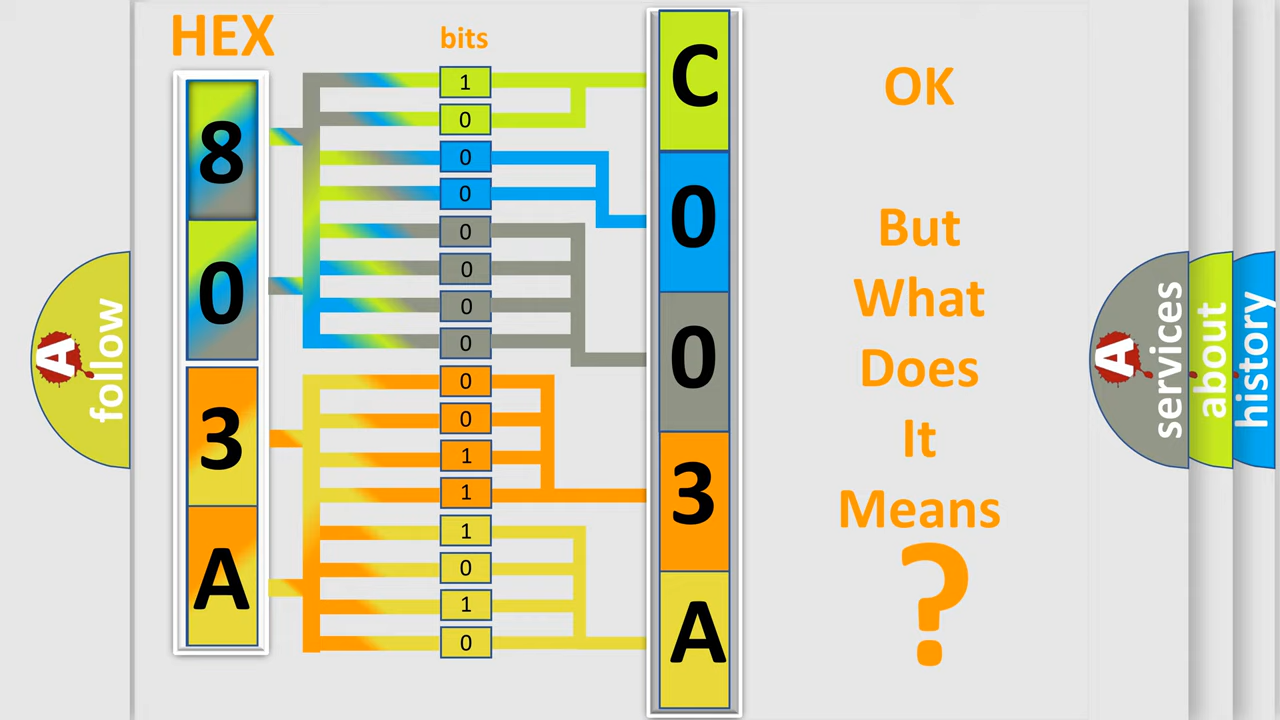 HEX
bits
8
0
3
A
1
0
0
0
0
0
0
0
0
0
1
1
1
0
1
0
C
0
0
3
A
OK
But
What
Does
It
Means
?
A
follow
A
services
about
history